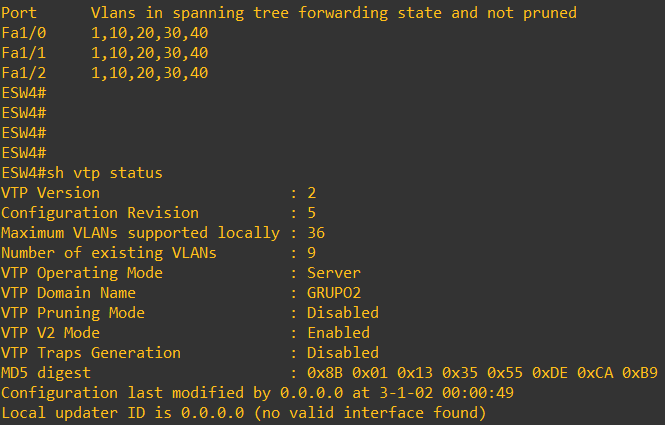 Port      Vlans in spanning tree forwarding state and not pruned
Fa1/0     1,10,20,30,40
Fa1/1     1,10,20,30,40
Fa1/2     1,10,20,30,40
ESW4#
ESW4#
ESW4#
ESW4#
ESW4#sh vtp status
VTP Version                     : 2
Configuration Revision          : 5
Maximum VLANs supported locally : 36
Number of existing VLANs        : 9
VTP Operating Mode              : Server
VTP Domain Name                 : GRUPO2
VTP Pruning Mode                : Disabled
VTP V2 Mode                     : Enabled
VTP Traps Generation            : Disabled
MD5 digest                      : 0x8B 0x01 0x13 0x35 0x55 0xDE 0xCA 0xB9
Configuration last modified by 0.0.0.0 at 3-1-02 00:00:49
Local updater ID is 0.0.0.0 (no valid interface found)